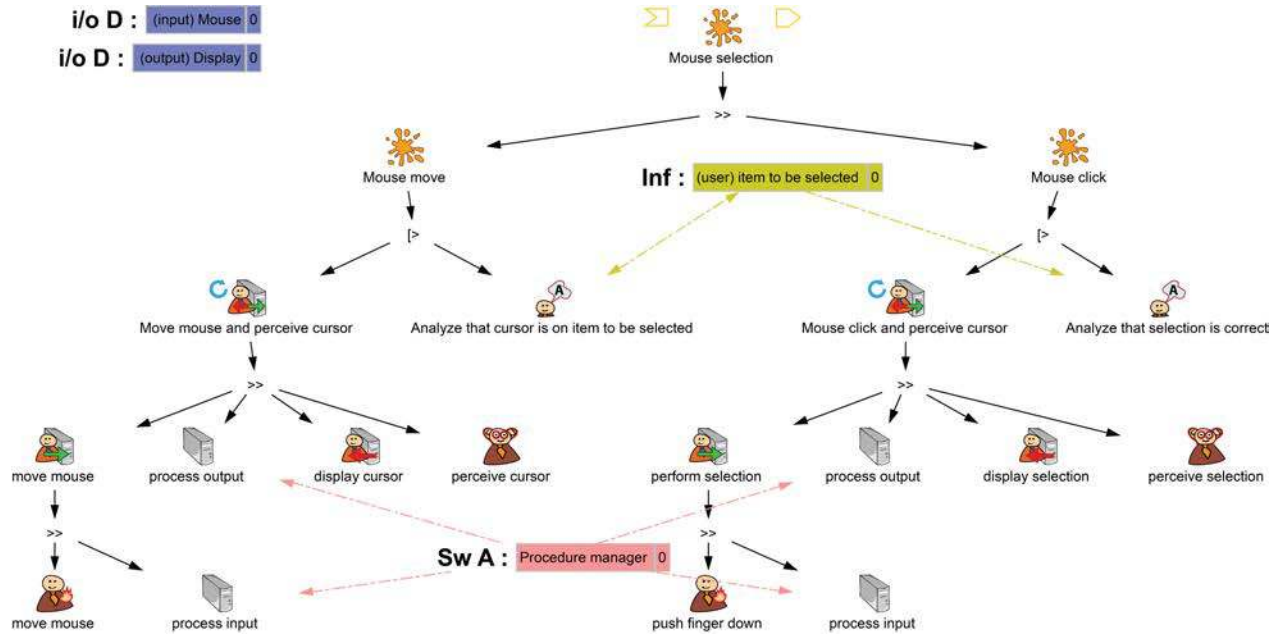 i/o D : (input) Mouse 0
i/o D : (output) Display 0
Mouse selection
>>
Mouse move
Inf : (user) item to be selected 0
Mouse click
[>
[>
A
A
Move mouse and perceive cursor
Analyze that cursor is on item to be selected
Mouse click and perceive cursor
Analyze that selection is correct
>>
>>
move mouse
process output
display cursor
perceive cursor
perform selection
process output
display selection
perceive selection
>>
>>
Sw A : Procedure manager 0
move mouse
process input
push finger down
process input